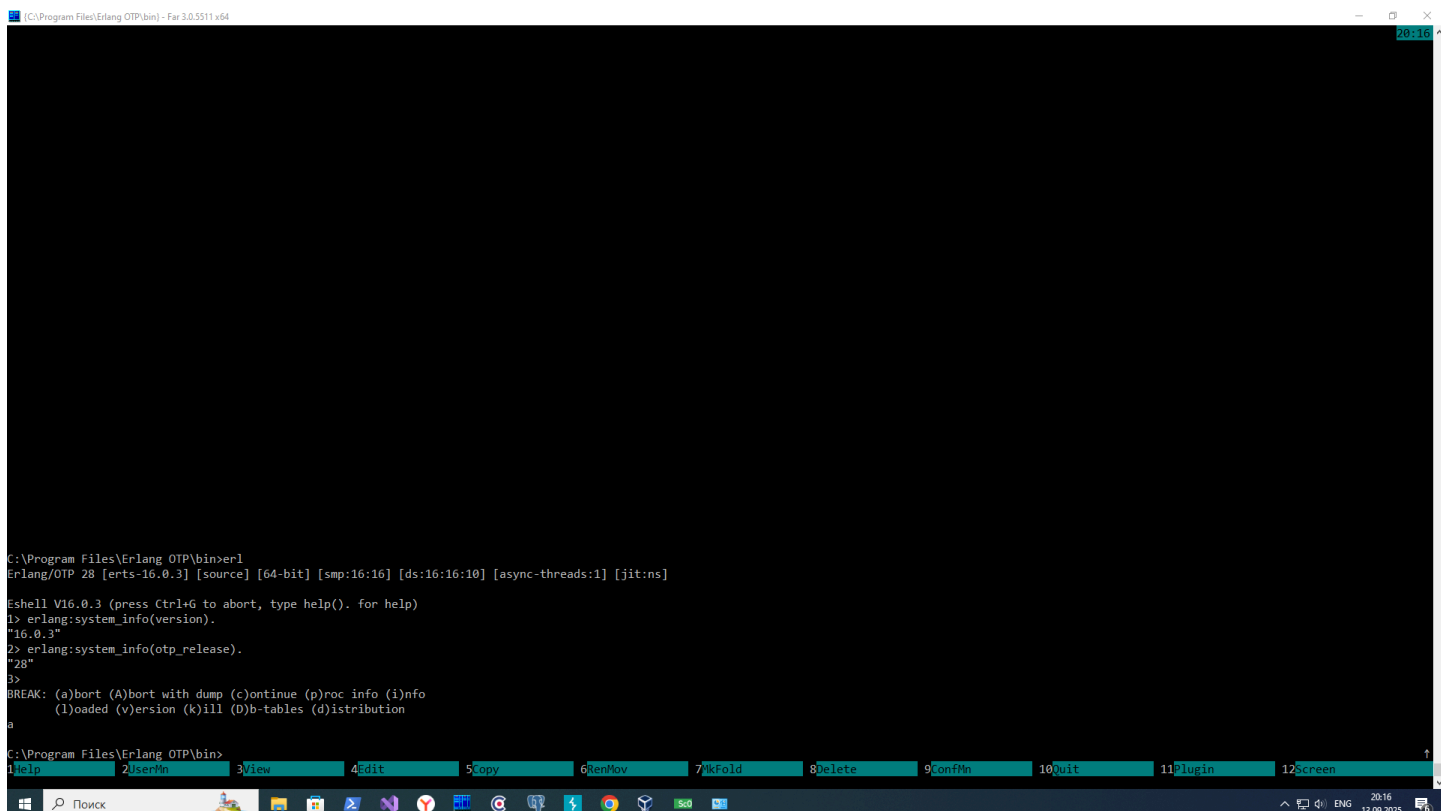 {C:\Program Files\Erlang OTP\bin} - Far 3.0.5511 x64
20:16
C:\Program Files\Erlang OTP\bin>erl
Erlang/OTP 28 [erts-16.0.3] [source] [64-bit] [smp:16:16] [ds:16:16:10] [async-threads:1] [jit:ns]
Eshell V16.0.3 (press Ctrl+G to abort, type help(). for help)
1> erlang:system_info(version).
"16.0.3"
2> erlang:system_info(otp_release).
"28"
3>
BREAK: (a)bort (A)bort with dump (c)ontinue (p)roc info (i)nfo
       (l)oaded (v)ersion (k)ill (D)b-tables (d)istribution
a
C:\Program Files\Erlang OTP\bin>
1Help 2UserMn 3View 4Edit 5Copy 6RenMov 7MkFold 8Delete 9ConfMn 10Quit 11Plugin 12Screen
Поиск
Sc0
ENG
20:16
12.09.2025
6